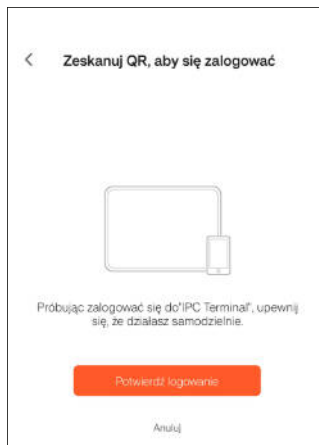 Zeskanuj QR, aby się zalogować
Próbując zalogować się do"IPC Terminal", upewnij
się, że działasz samodzielnie.
Potwierdź logowanie
Anuluj